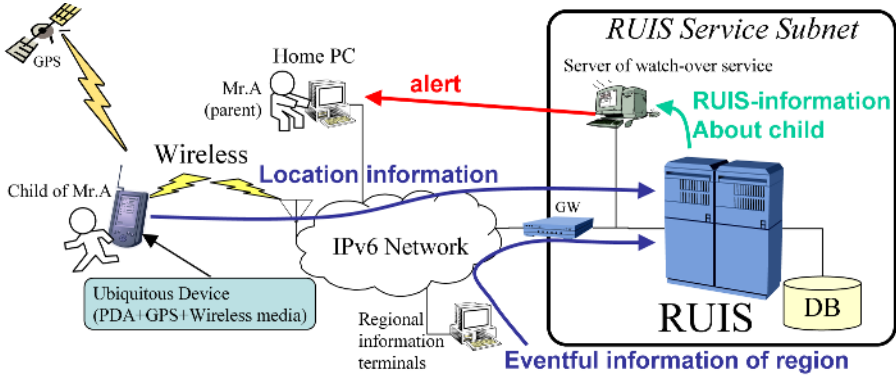 RUIS Service Subnet
GPS
Home PC
Mr.A
(parent)
alert
Server of watch-over service
RUIS-information
About child
Wireless
Location information
Child of Mr.A
GW
IPv6 Network
Ubiquitous Device
(PDA+GPS+Wireless media)
Regional
information
terminals
RUIS
DB
Eventful information of region